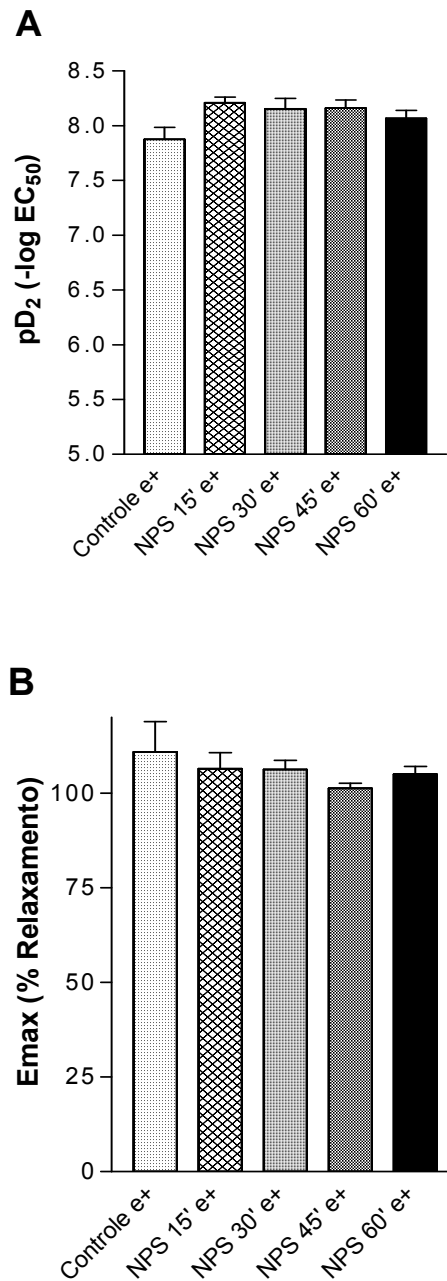 A
pD₂ (-log EC₅₀)
8.5
8.0
7.5
7.0
6.5
6.0
5.5
5.0
Controle e+
NPS 15' e+
NPS 30' e+
NPS 45' e+
NPS 60' e+
B
Emax (% Relaxamento)
100
75
50
25
0
Controle e+
NPS 15' e+
NPS 30' e+
NPS 45' e+
NPS 60' e+